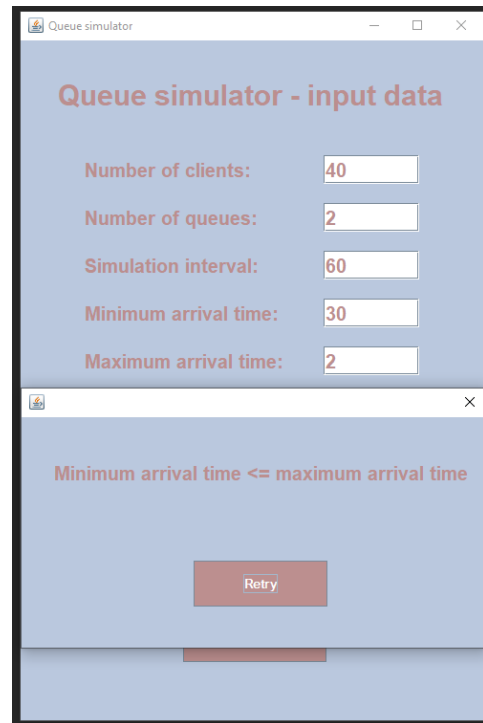 Queue simulator
Queue simulator - input data
Number of clients: 40
Number of queues: 2
Simulation interval: 60
Minimum arrival time: 30
Maximum arrival time: 2
Minimum arrival time <= maximum arrival time
Retry